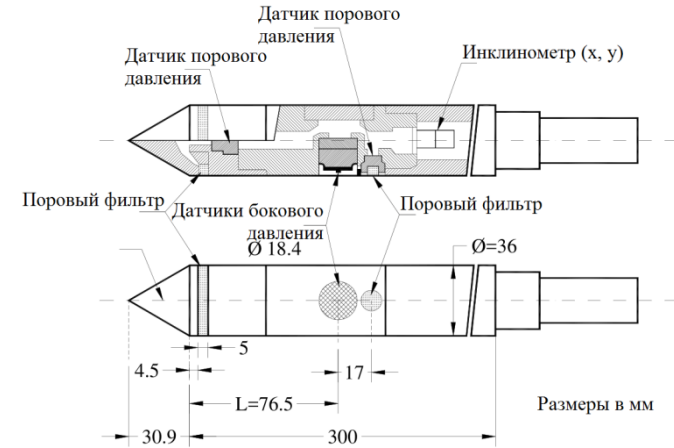 Датчик порового
давления
Датчик порового
давления
Инклинометр (x, y)
Поровый фильтр
Датчики бокового
давления
Ø 18.4
Поровый фильтр
Ø=36
5
4.5
17
L=76.5
Размеры в мм
30.9
300